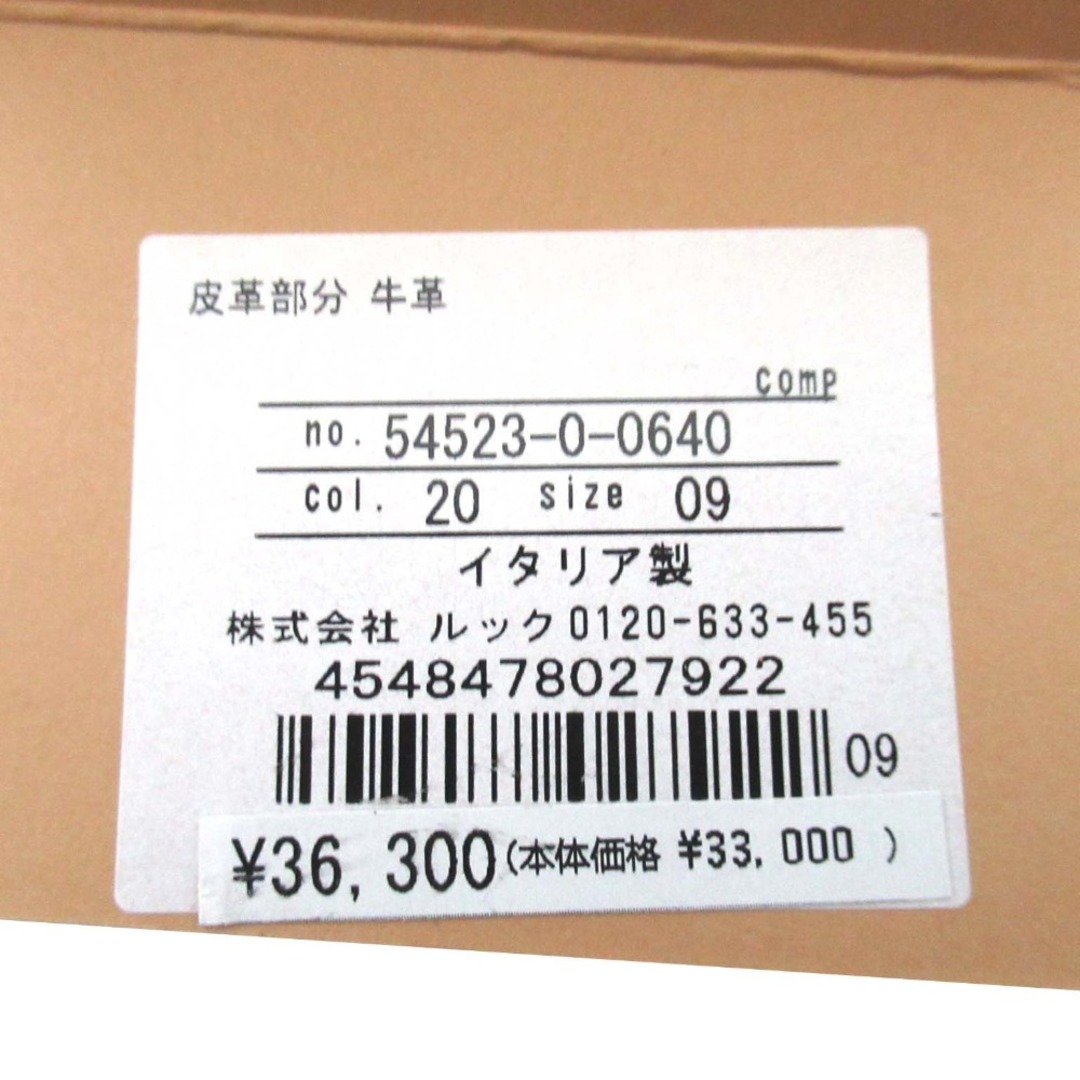 皮革部分 牛革
comp
no. 54523-0-0640
col. 20 size 09
イタリア製
株式会社 ルック 0120-633-455
4548478027922
09
¥36,300(本体価格 ¥33,000 )